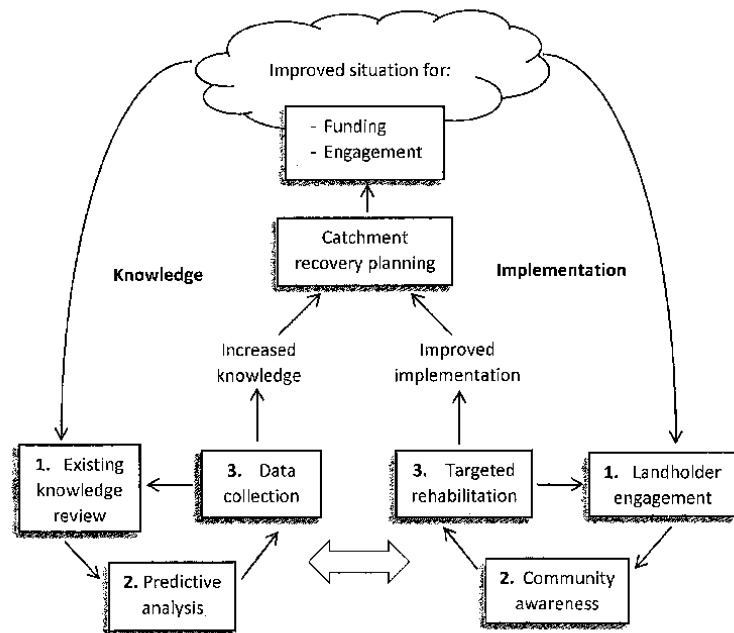 Improved situation for:
- Funding
- Engagement
Catchment
recovery planning
Knowledge
Implementation
Increased
knowledge
Improved
implementation
1. Existing
knowledge
review
3. Data
collection
3. Targeted
rehabilitation
1. Landholder
engagement
2. Predictive
analysis
2. Community
awareness